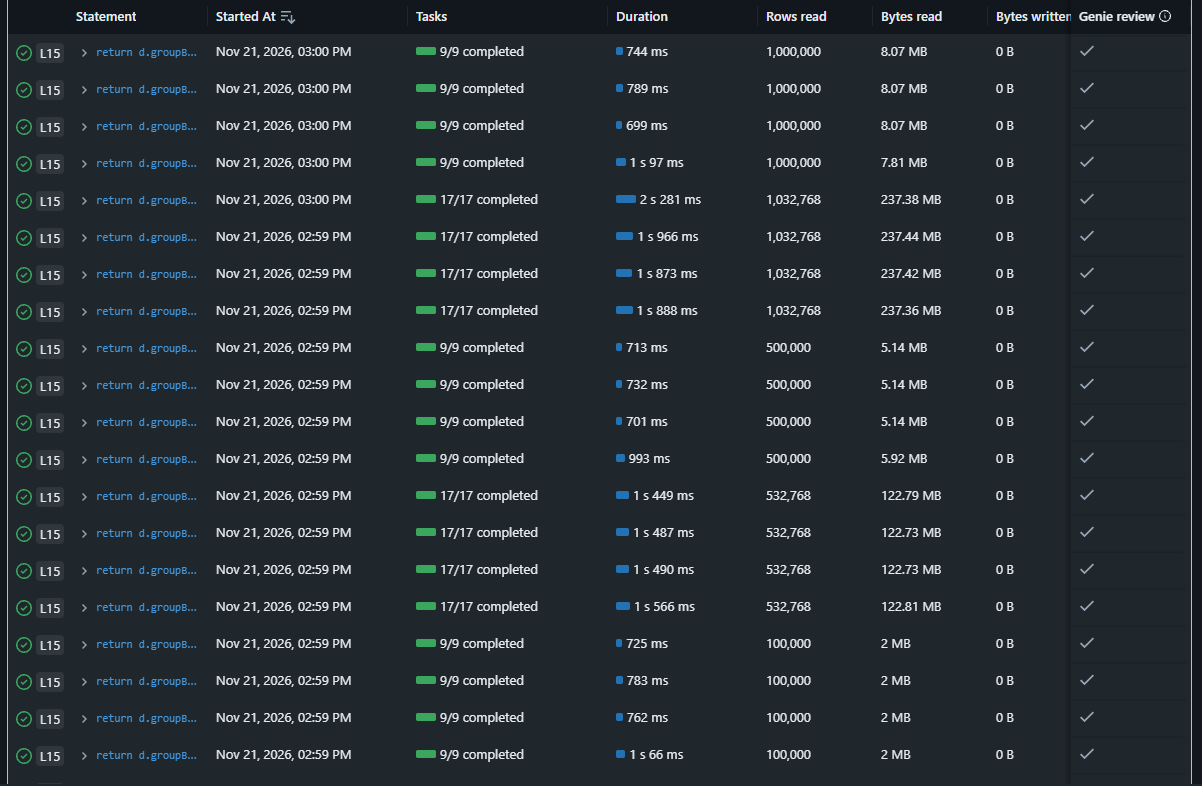 Statement Started At Tasks Duration Rows read Bytes read Bytes written Genie review
L15 return d.groupB... Nov 21, 2026, 03:00 PM 9/9 completed 744 ms 1,000,000 8.07 MB 0 B
L15 return d.groupB... Nov 21, 2026, 03:00 PM 9/9 completed 789 ms 1,000,000 8.07 MB 0 B
L15 return d.groupB... Nov 21, 2026, 03:00 PM 9/9 completed 699 ms 1,000,000 8.07 MB 0 B
L15 return d.groupB... Nov 21, 2026, 03:00 PM 9/9 completed 1 s 97 ms 1,000,000 7.81 MB 0 B
L15 return d.groupB... Nov 21, 2026, 03:00 PM 17/17 completed 2 s 281 ms 1,032,768 237.38 MB 0 B
L15 return d.groupB... Nov 21, 2026, 02:59 PM 17/17 completed 1 s 966 ms 1,032,768 237.44 MB 0 B
L15 return d.groupB... Nov 21, 2026, 02:59 PM 17/17 completed 1 s 873 ms 1,032,768 237.42 MB 0 B
L15 return d.groupB... Nov 21, 2026, 02:59 PM 17/17 completed 1 s 888 ms 1,032,768 237.36 MB 0 B
L15 return d.groupB... Nov 21, 2026, 02:59 PM 9/9 completed 713 ms 500,000 5.14 MB 0 B
L15 return d.groupB... Nov 21, 2026, 02:59 PM 9/9 completed 732 ms 500,000 5.14 MB 0 B
L15 return d.groupB... Nov 21, 2026, 02:59 PM 9/9 completed 701 ms 500,000 5.14 MB 0 B
L15 return d.groupB... Nov 21, 2026, 02:59 PM 9/9 completed 993 ms 500,000 5.92 MB 0 B
L15 return d.groupB... Nov 21, 2026, 02:59 PM 17/17 completed 1 s 449 ms 532,768 122.79 MB 0 B
L15 return d.groupB... Nov 21, 2026, 02:59 PM 17/17 completed 1 s 487 ms 532,768 122.73 MB 0 B
L15 return d.groupB... Nov 21, 2026, 02:59 PM 17/17 completed 1 s 490 ms 532,768 122.73 MB 0 B
L15 return d.groupB... Nov 21, 2026, 02:59 PM 17/17 completed 1 s 566 ms 532,768 122.81 MB 0 B
L15 return d.groupB... Nov 21, 2026, 02:59 PM 9/9 completed 725 ms 100,000 2 MB 0 B
L15 return d.groupB... Nov 21, 2026, 02:59 PM 9/9 completed 783 ms 100,000 2 MB 0 B
L15 return d.groupB... Nov 21, 2026, 02:59 PM 9/9 completed 762 ms 100,000 2 MB 0 B
L15 return d.groupB... Nov 21, 2026, 02:59 PM 9/9 completed 1 s 66 ms 100,000 2 MB 0 B